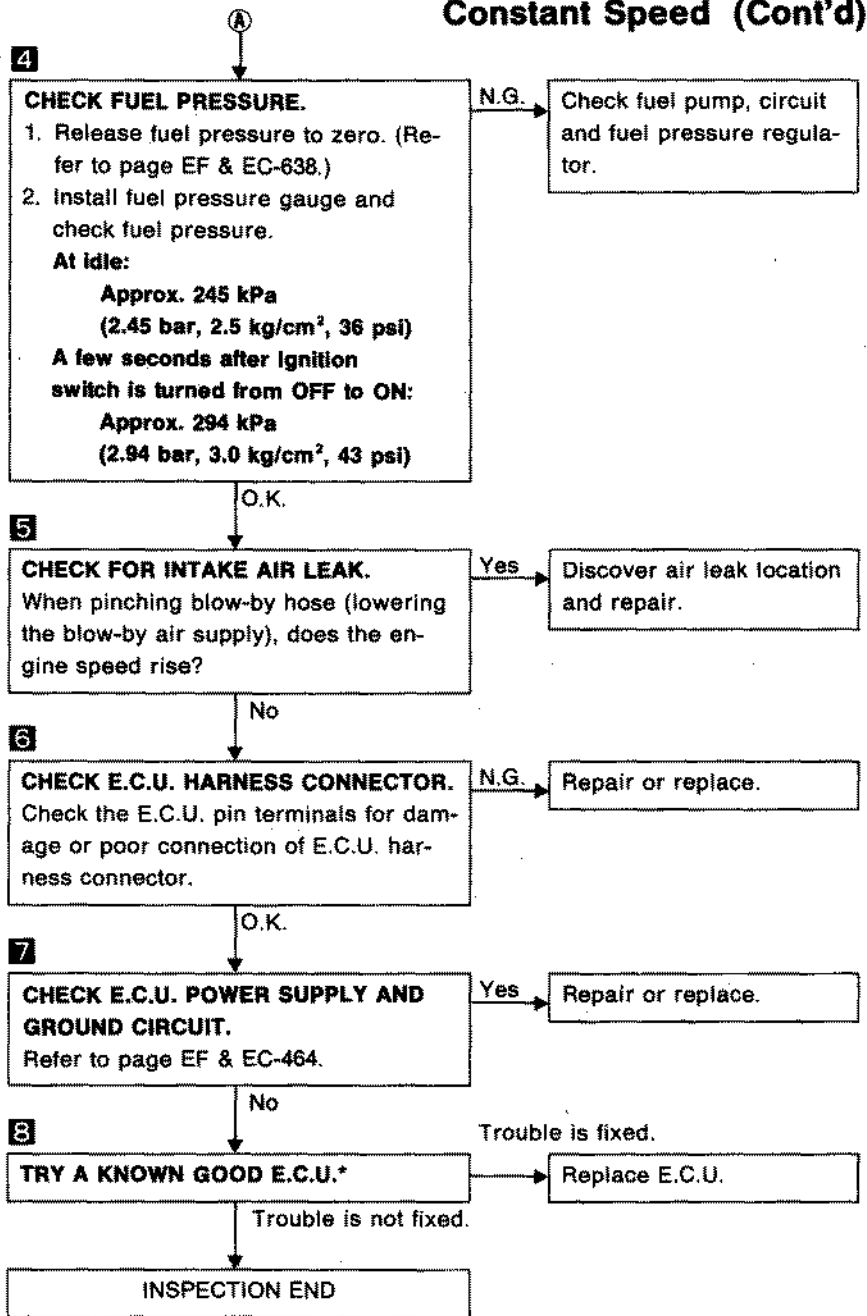 Constant Speed (Cont'd)
Ⓐ
4
CHECK FUEL PRESSURE.
1. Release fuel pressure to zero. (Re-
fer to page EF & EC-638.)
2. Install fuel pressure gauge and
check fuel pressure.
At idle:
Approx. 245 kPa
(2.45 bar, 2.5 kg/cm², 36 psi)
A few seconds after ignition
switch is turned from OFF to ON:
Approx. 294 kPa
(2.94 bar, 3.0 kg/cm², 43 psi)
N.G.
Check fuel pump, circuit
and fuel pressure regula-
tor.
O.K.
5
CHECK FOR INTAKE AIR LEAK.
When pinching blow-by hose (lowering
the blow-by air supply), does the en-
gine speed rise?
Yes
Discover air leak location
and repair.
No
6
CHECK E.C.U. HARNESS CONNECTOR.
Check the E.C.U. pin terminals for dam-
age or poor connection of E.C.U. har-
ness connector.
N.G.
Repair or replace.
O.K.
7
CHECK E.C.U. POWER SUPPLY AND
GROUND CIRCUIT.
Refer to page EF & EC-464.
Yes
Repair or replace.
No
8
TRY A KNOWN GOOD E.C.U.*
Trouble is fixed.
Replace E.C.U.
Trouble is not fixed.
INSPECTION END